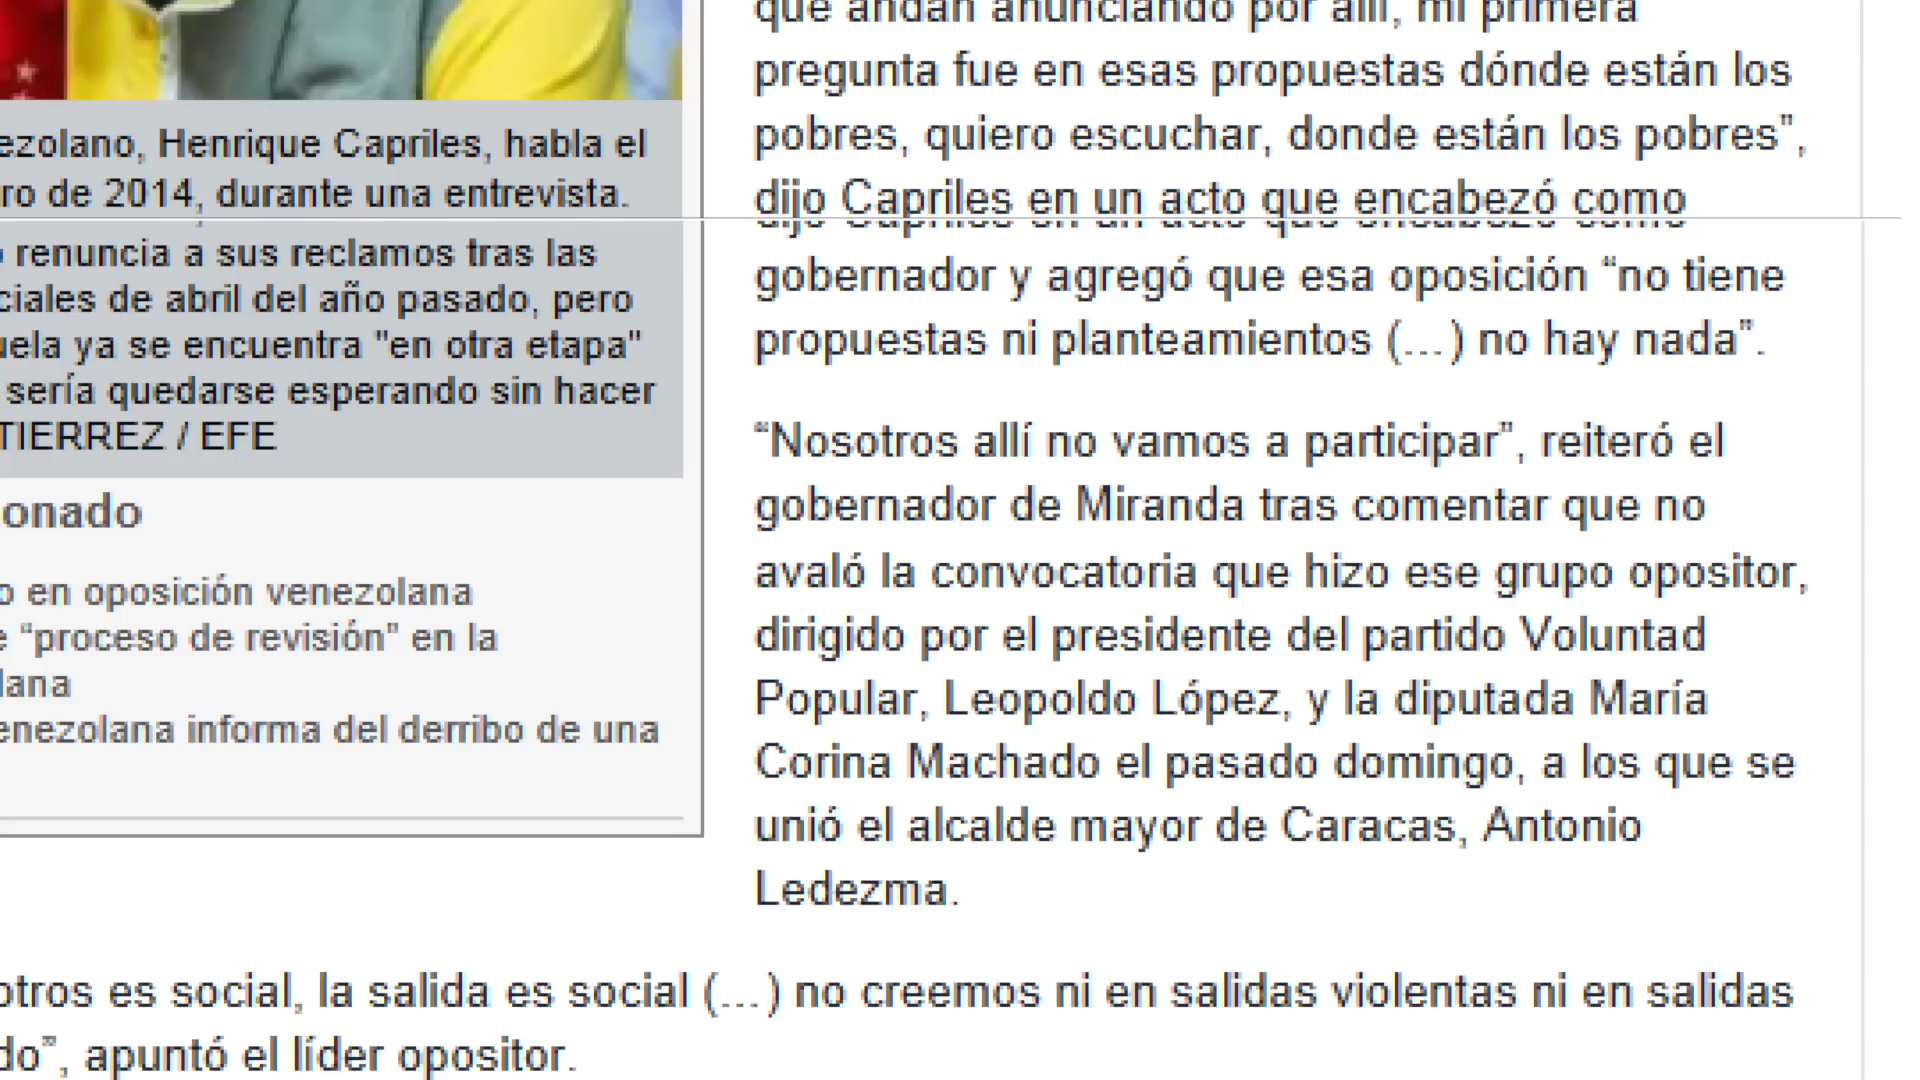 ezolano, Henrique Capriles, habla el
ro de 2014, durante una entrevista.
renuncia a sus reclamos tras las
ciales de abril del año pasado, pero
uela ya se encuentra "en otra etapa"
sería quedarse esperando sin hacer
TIERREZ / EFE
onado
o en oposición venezolana
e “proceso de revisión” en la
lana
enezolana informa del derribo de una
que andan anunciando por allí, mi primera
pregunta fue en esas propuestas dónde están los
pobres, quiero escuchar, donde están los pobres”,
dijo Capriles en un acto que encabezó como
gobernador y agregó que esa oposición “no tiene
propuestas ni planteamientos (...) no hay nada”.
“Nosotros allí no vamos a participar”, reiteró el
gobernador de Miranda tras comentar que no
avaló la convocatoria que hizo ese grupo opositor,
dirigido por el presidente del partido Voluntad
Popular, Leopoldo López, y la diputada María
Corina Machado el pasado domingo, a los que se
unió el alcalde mayor de Caracas, Antonio
Ledezma.
otros es social, la salida es social (...) no creemos ni en salidas violentas ni en salidas
do”, apuntó el líder opositor.